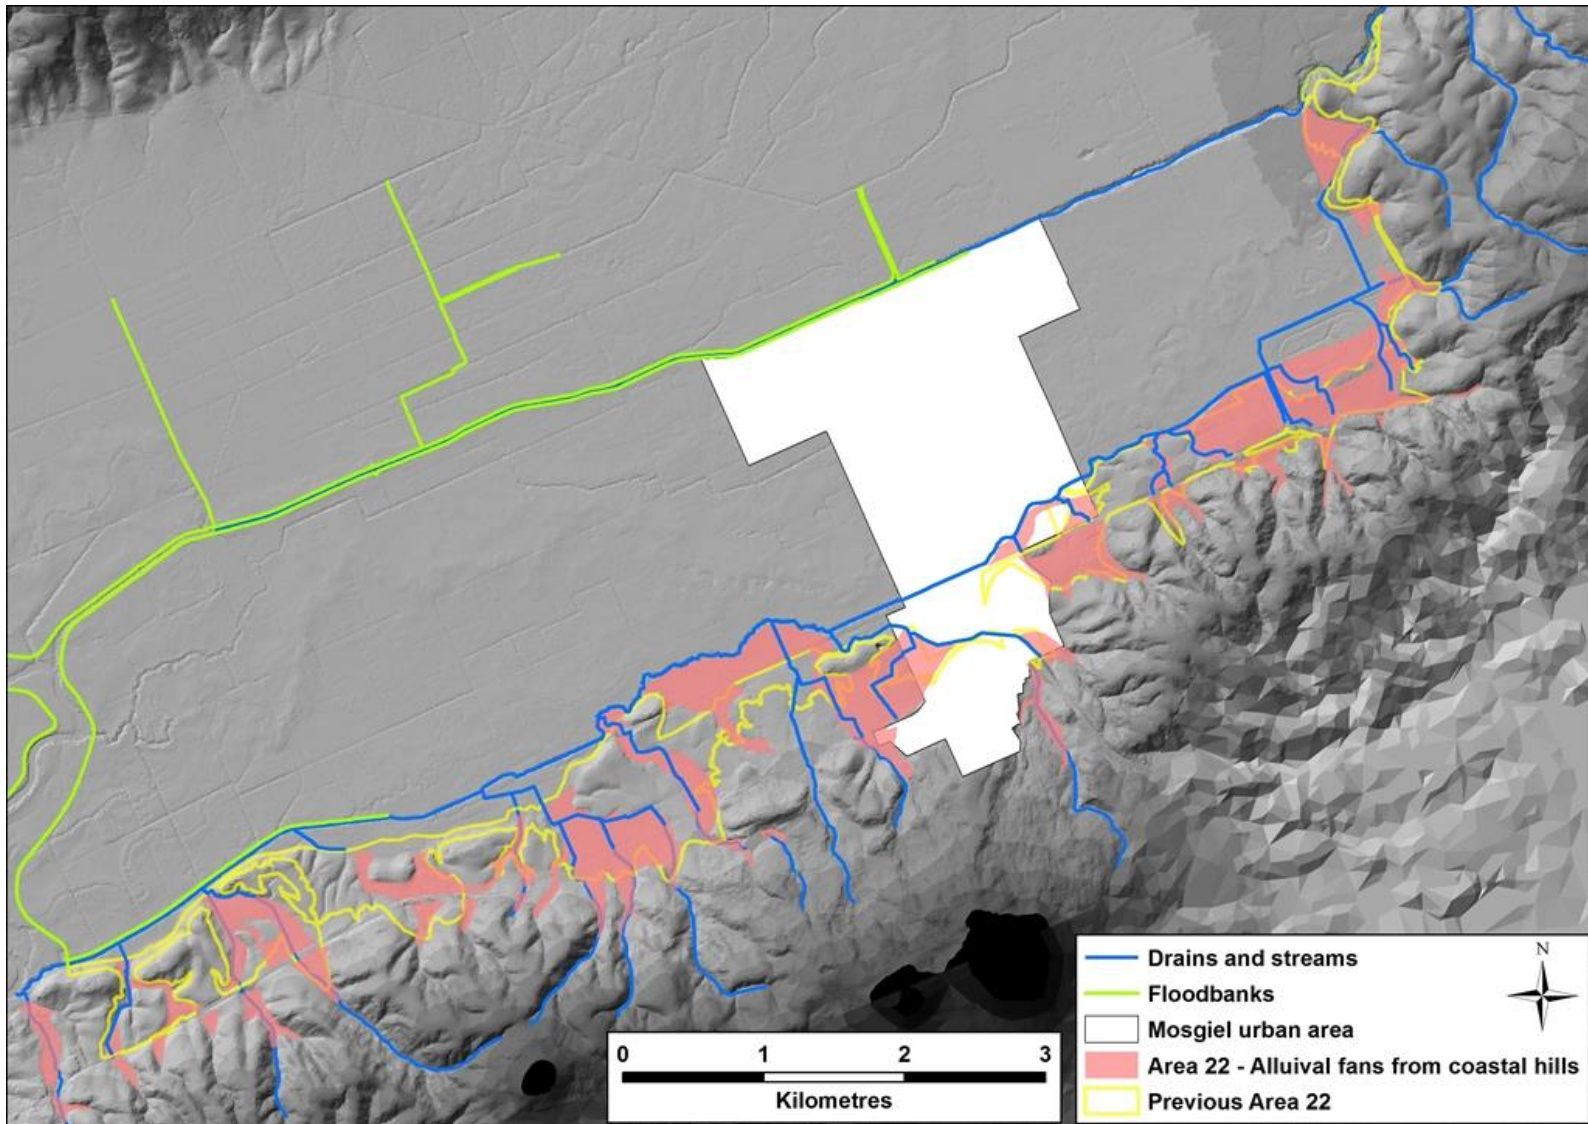 Drains and streams
N
Floodbanks
Mosgiel urban area
Area 22 - Alluival fans from coastal hills
Previous Area 22
0 1 2 3
Kilometres